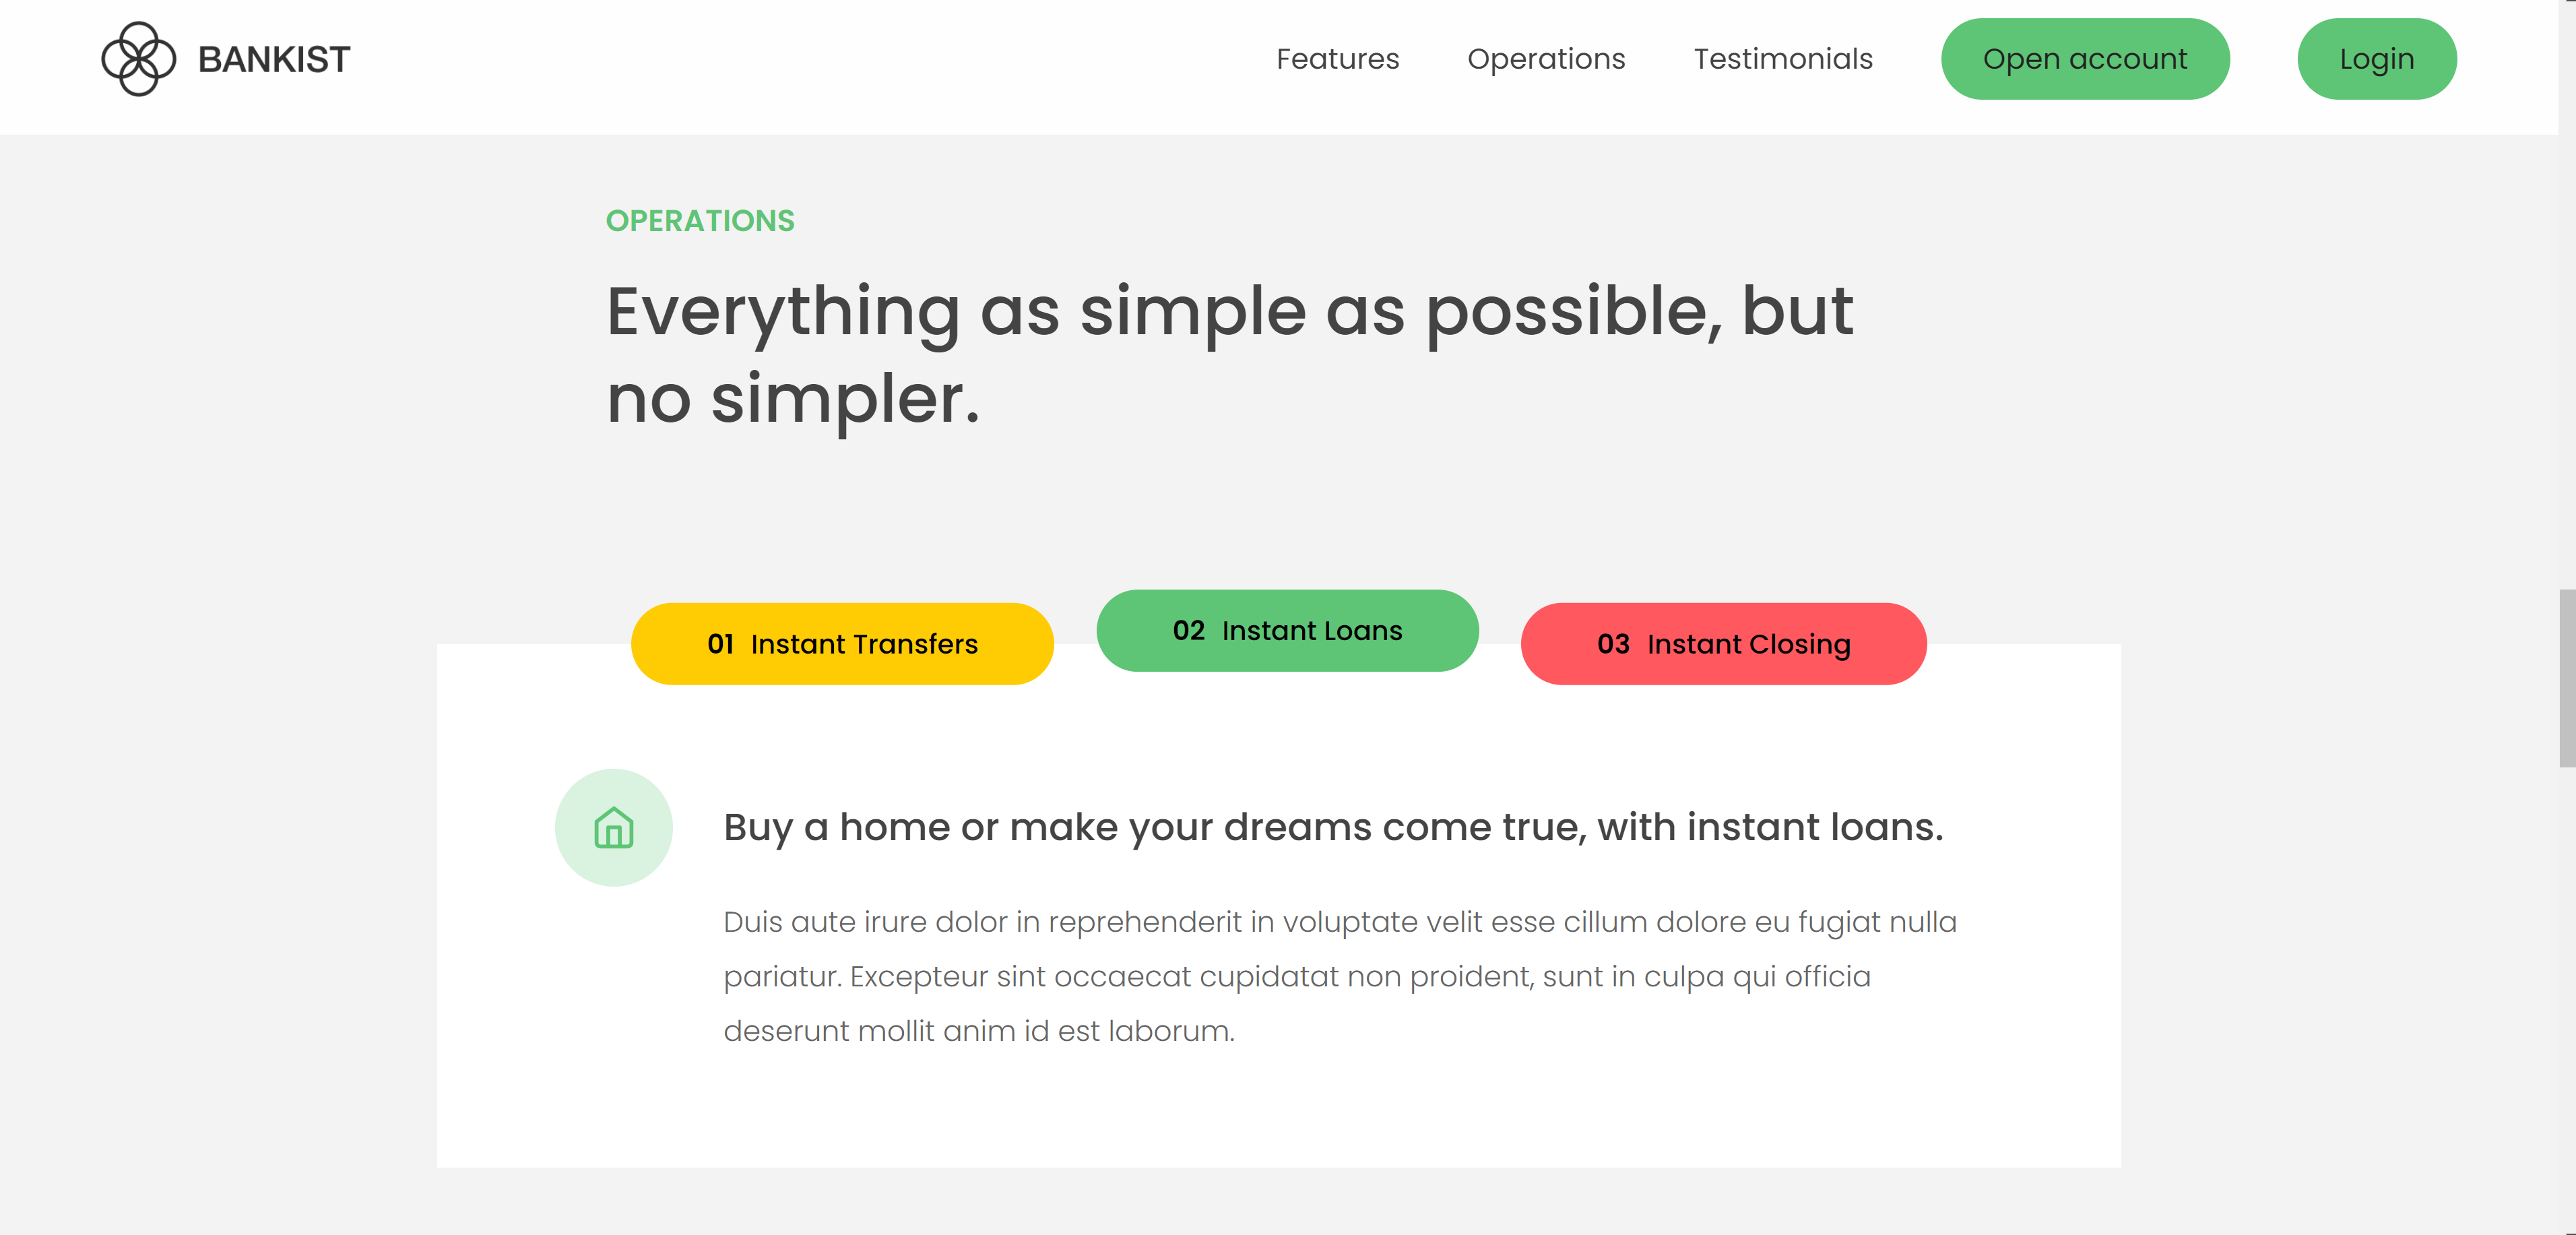 BANKIST
Features
Operations
Testimonials
Open account
Login
OPERATIONS
Everything as simple as possible, but
no simpler.
01 Instant Transfers
02 Instant Loans
03 Instant Closing
Buy a home or make your dreams come true, with instant loans.
Duis aute irure dolor in reprehenderit in voluptate velit esse cillum dolore eu fugiat nulla
pariatur. Excepteur sint occaecat cupidatat non proident, sunt in culpa qui officia
deserunt mollit anim id est laborum.